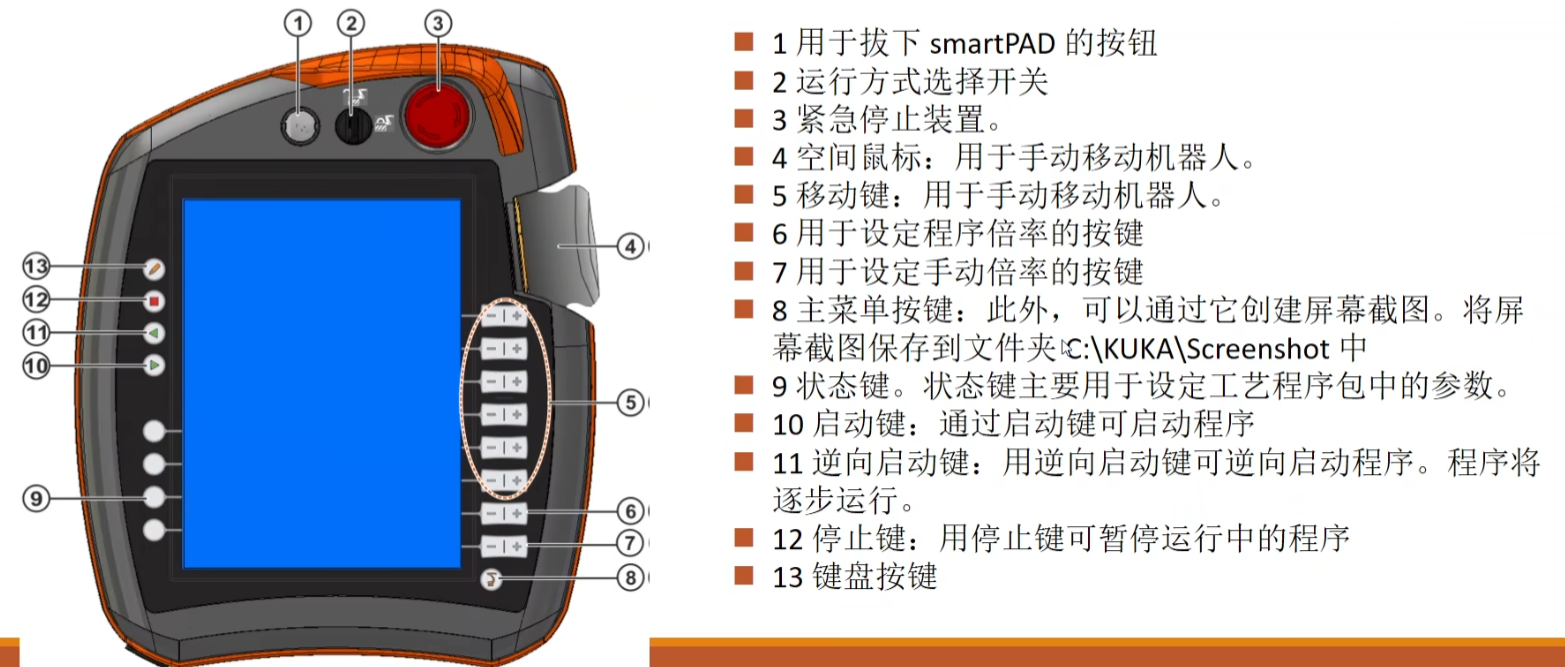 1
2
3
4
5
6
7
8
9
10
11
12
13
1 用于拔下 smartPAD 的按钮
2 运行方式选择开关
3 紧急停止装置。
4 空间鼠标：用于手动移动机器人。
5 移动键：用于手动移动机器人。
6 用于设定程序倍率的按键
7 用于设定手动倍率的按键
8 主菜单按键：此外，可以通过它创建屏幕截图。将屏
幕截图保存到文件夹 C:\KUKA\Screenshot 中
9 状态键。状态键主要用于设定工艺程序包中的参数。
10 启动键：通过启动键可启动程序
11 逆向启动键：用逆向启动键可逆向启动程序。程序将
逐步运行。
12 停止键：用停止键可暂停运行中的程序
13 键盘按键